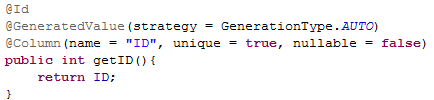 @Id
@GeneratedValue(strategy = GenerationType.AUTO)
@Column(name = "ID", unique = true, nullable = false)
public int getID(){
    return ID;
}